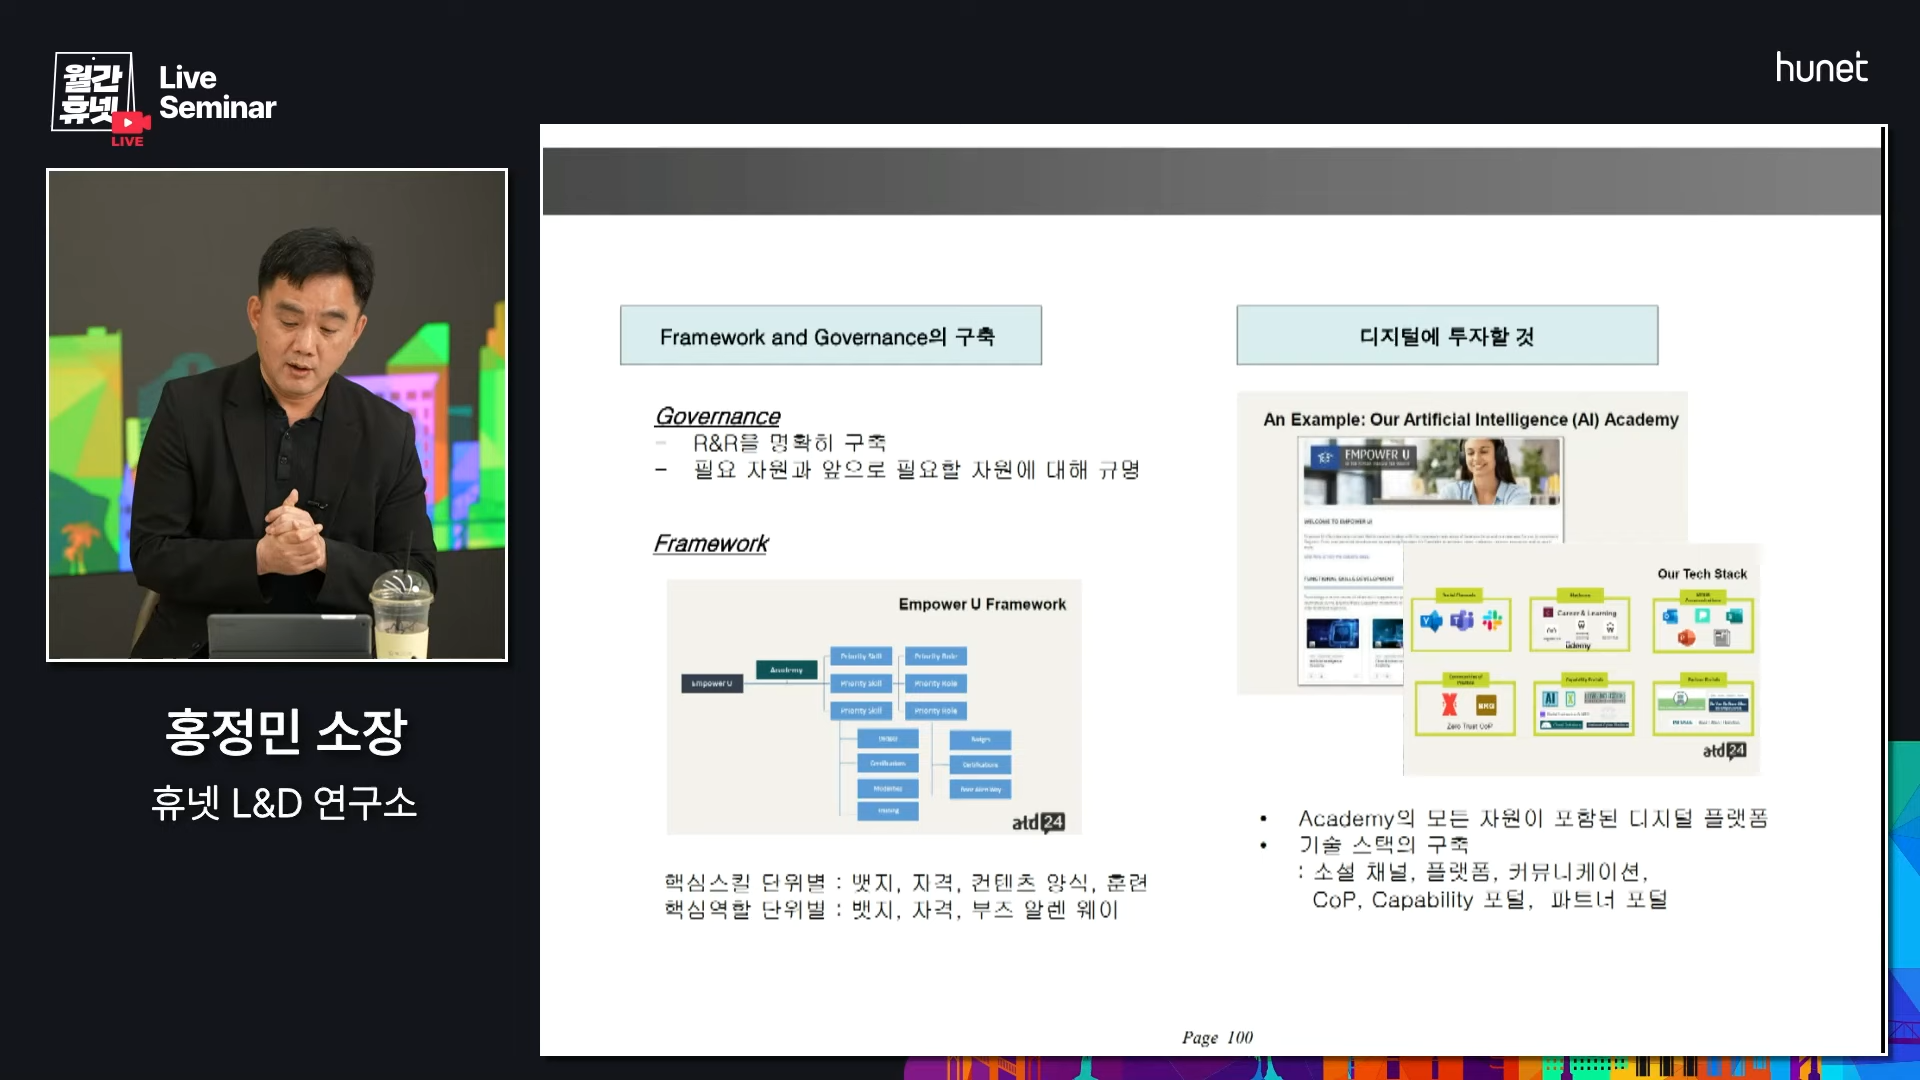 월간
휴넷
LIVE
Live
Seminar
hunet
홍정민 소장
휴넷 L&D 연구소
Framework and Governance의 구축
Governance
- R&R을 명확히 구축
- 필요 자원과 앞으로 필요할 자원에 대해 규명
Framework
Empower U Framework
Empower U
Academy
Priority Skill
Priority Role
Priority Skill
Priority Role
Priority Skill
Priority Role
Badges
Certifications
Certifications
Modalities
Booz Allen Way
Training
atd24
핵심스킬 단위별 : 뱃지, 자격, 컨텐츠 양식, 훈련
핵심역할 단위별 : 뱃지, 자격, 부즈 알렌 웨이
디지털에 투자할 것
An Example: Our Artificial Intelligence (AI) Academy
EMPOWER U
WELCOME TO EMPOWER U!
FUNCTIONAL SKILLS DEVELOPMENT
Our Tech Stack
Social Channels
Platforms
Career & Learning
udemy
Communities of Practice
Capability Portals
Partner Portals
Zero Trust CoP
AI
atd24
• Academy의 모든 자원이 포함된 디지털 플랫폼
• 기술 스택의 구축
: 소셜 채널, 플랫폼, 커뮤니케이션,
CoP, Capability 포털, 파트너 포털
Page 100